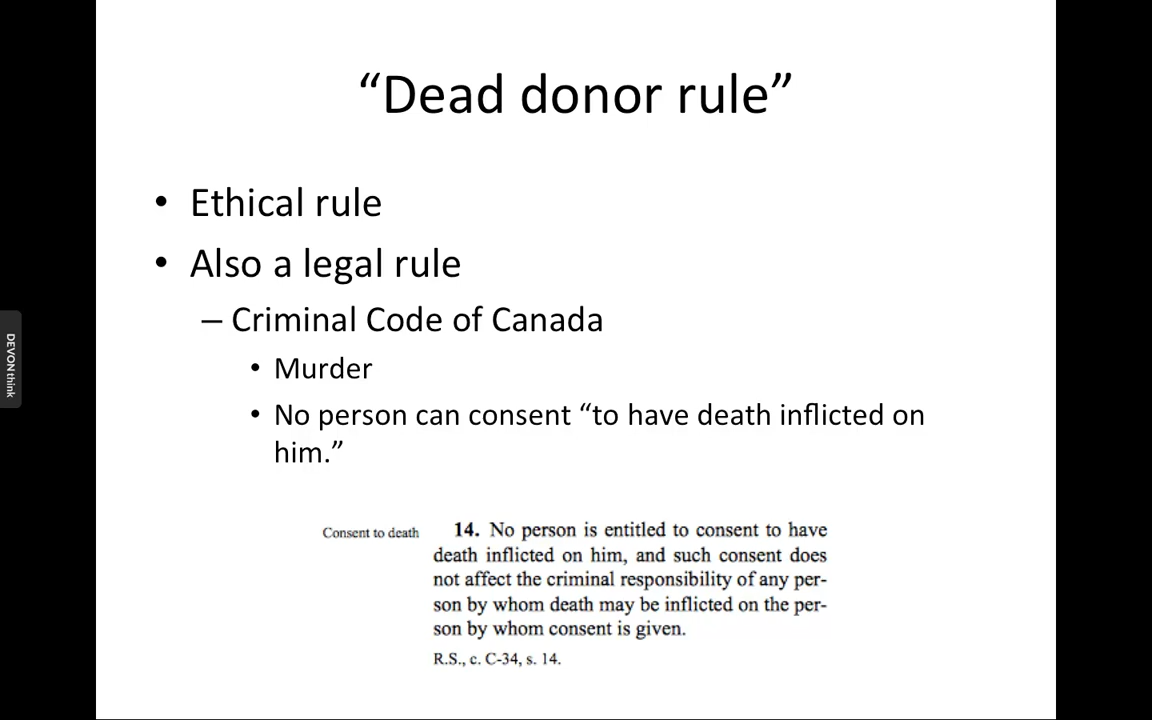 “Dead donor rule”
• Ethical rule
• Also a legal rule
– Criminal Code of Canada
• Murder
• No person can consent “to have death inflicted on
him.”
Consent to death
14. No person is entitled to consent to have
death inflicted on him, and such consent does
not affect the criminal responsibility of any per-
son by whom death may be inflicted on the per-
son by whom consent is given.
R.S., c. C-34, s. 14.
DEVONthink